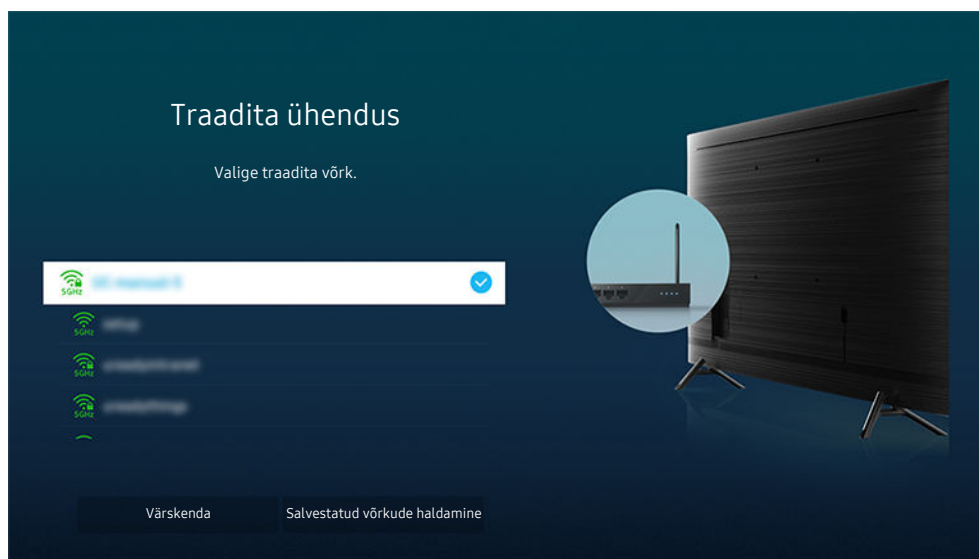 Traadita ühendus
Valige traadita võrk.
5GHz
5GHz
5GHz
5GHz
Värskenda
Salvestatud võrkude haldamine